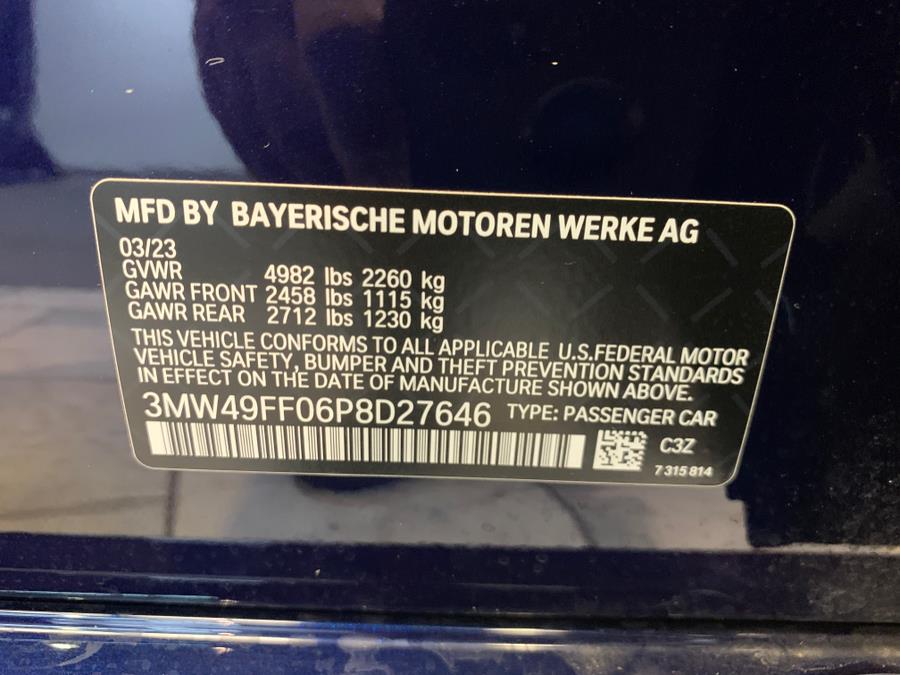 MFD BY BAYERISCHE MOTOREN WERKE AG
03/23
GVWR 4982 lbs 2260 kg
GAWR FRONT 2458 lbs 1115 kg
GAWR REAR 2712 lbs 1230 kg
THIS VEHICLE CONFORMS TO ALL APPLICABLE U.S.FEDERAL MOTOR
VEHICLE SAFETY, BUMPER AND THEFT PREVENTION STANDARDS
IN EFFECT ON THE DATE OF MANUFACTURE SHOWN ABOVE.
3MW49FF06P8D27646 TYPE: PASSENGER CAR
C3Z
7 315 814